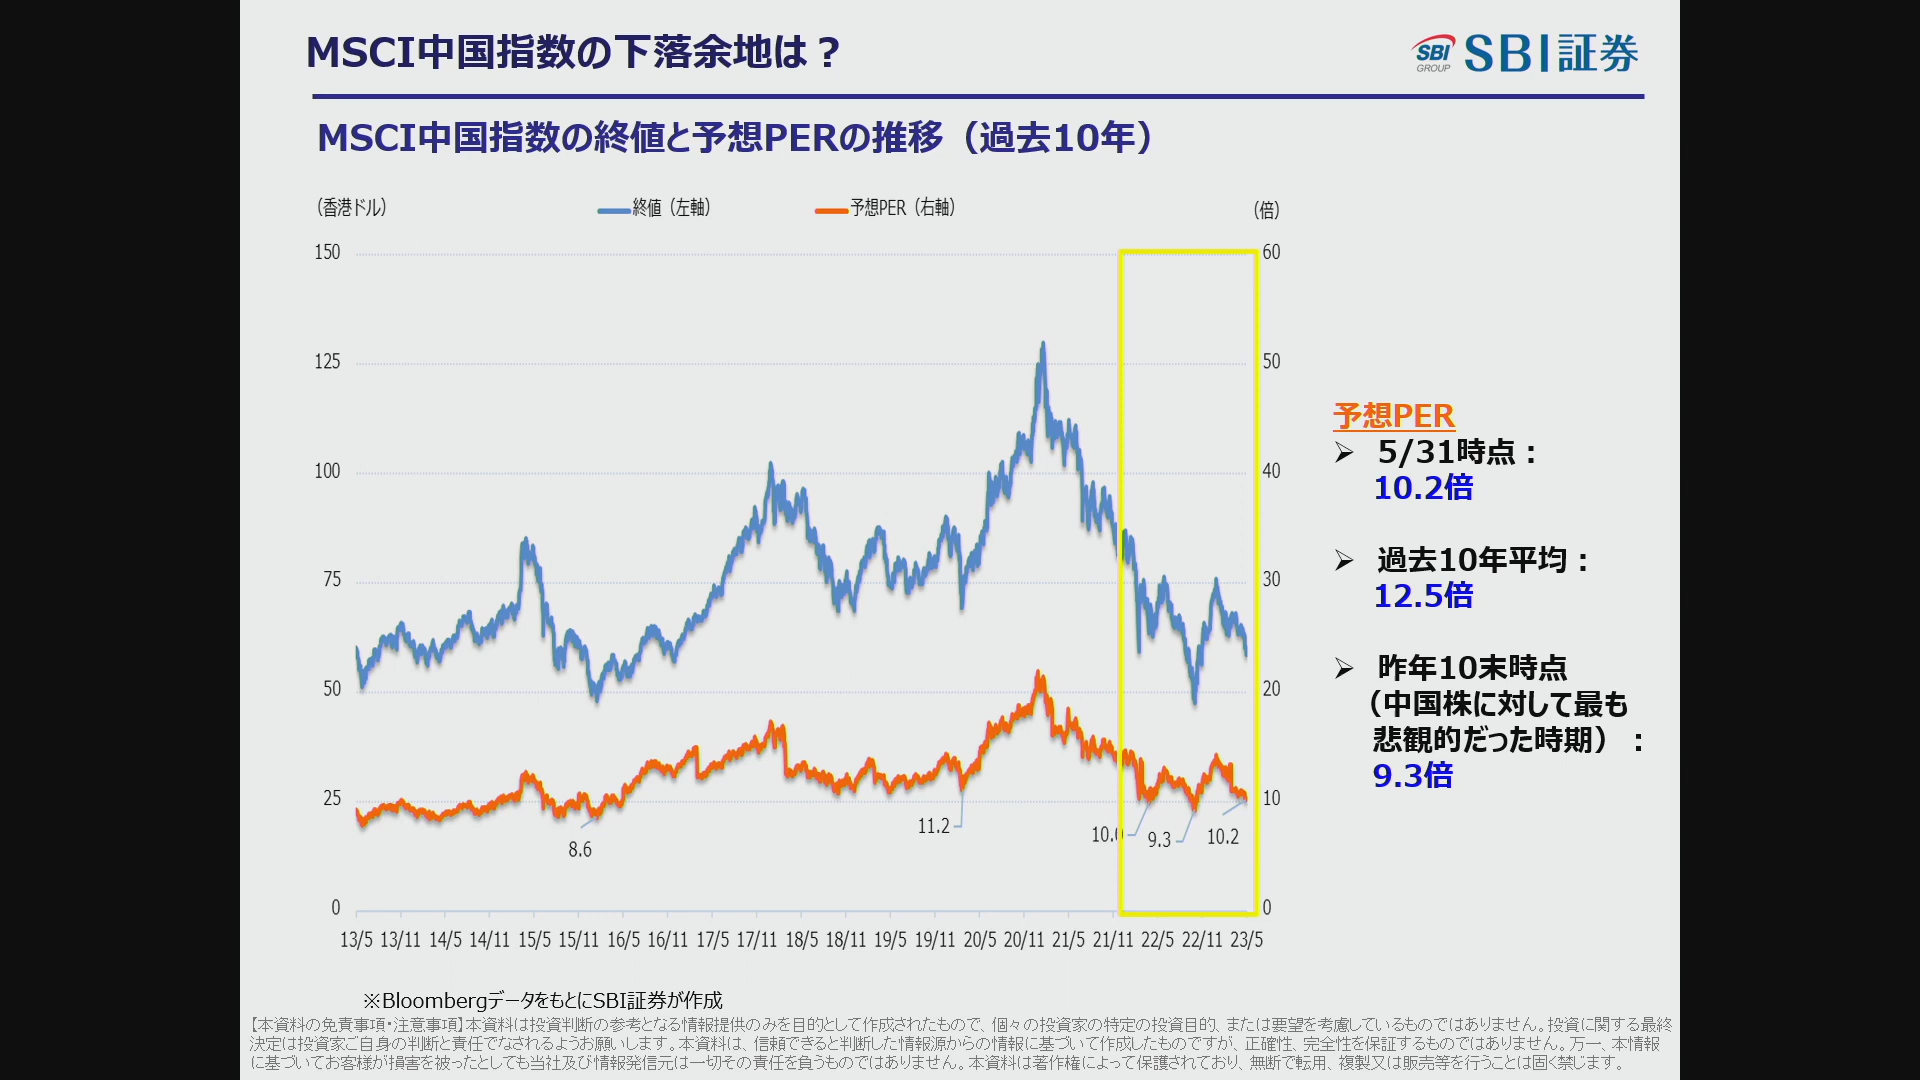 MSCI中国指数の下落余地は？
SBI
GROUP
SBI証券
MSCI中国指数の終値と予想PERの推移（過去10年）
（香港ドル）
終値（左軸）
予想PER（右軸）
（倍）
150
125
100
75
50
25
0
60
50
40
30
20
10
0
8.6
11.2
9.3
10.2
13/5 13/11 14/5 14/11 15/5 15/11 16/5 16/11 17/5 17/11 18/5 18/11 19/5 19/11 20/5 20/11 21/5 21/11 22/5 22/11 23/5
予想PER
➢ 5/31時点：
10.2倍
➢ 過去10年平均：
12.5倍
➢ 昨年10末時点
（中国株に対して最も
悲観的だった時期）：
9.3倍
※BloombergデータをもとにSBI証券が作成
【本資料の免責事項・注意事項】本資料は投資判断の参考となる情報提供のみを目的として作成されたもので、個々の投資家の特定の投資目的、または要望を考慮しているものではありません。投資に関する最終
決定は投資家ご自身の判断と責任でなされるようお願いします。本資料は、信頼できると判断した情報源からの情報に基づいて作成したものですが、正確性、完全性を保証するものではありません。万一、本情報
に基づいてお客様が損害を被ったとしても当社及び情報発信元は一切その責任を負うものではありません。本資料は著作権によって保護されており、無断で転用、複製又は販売等を行うことは固く禁じます。